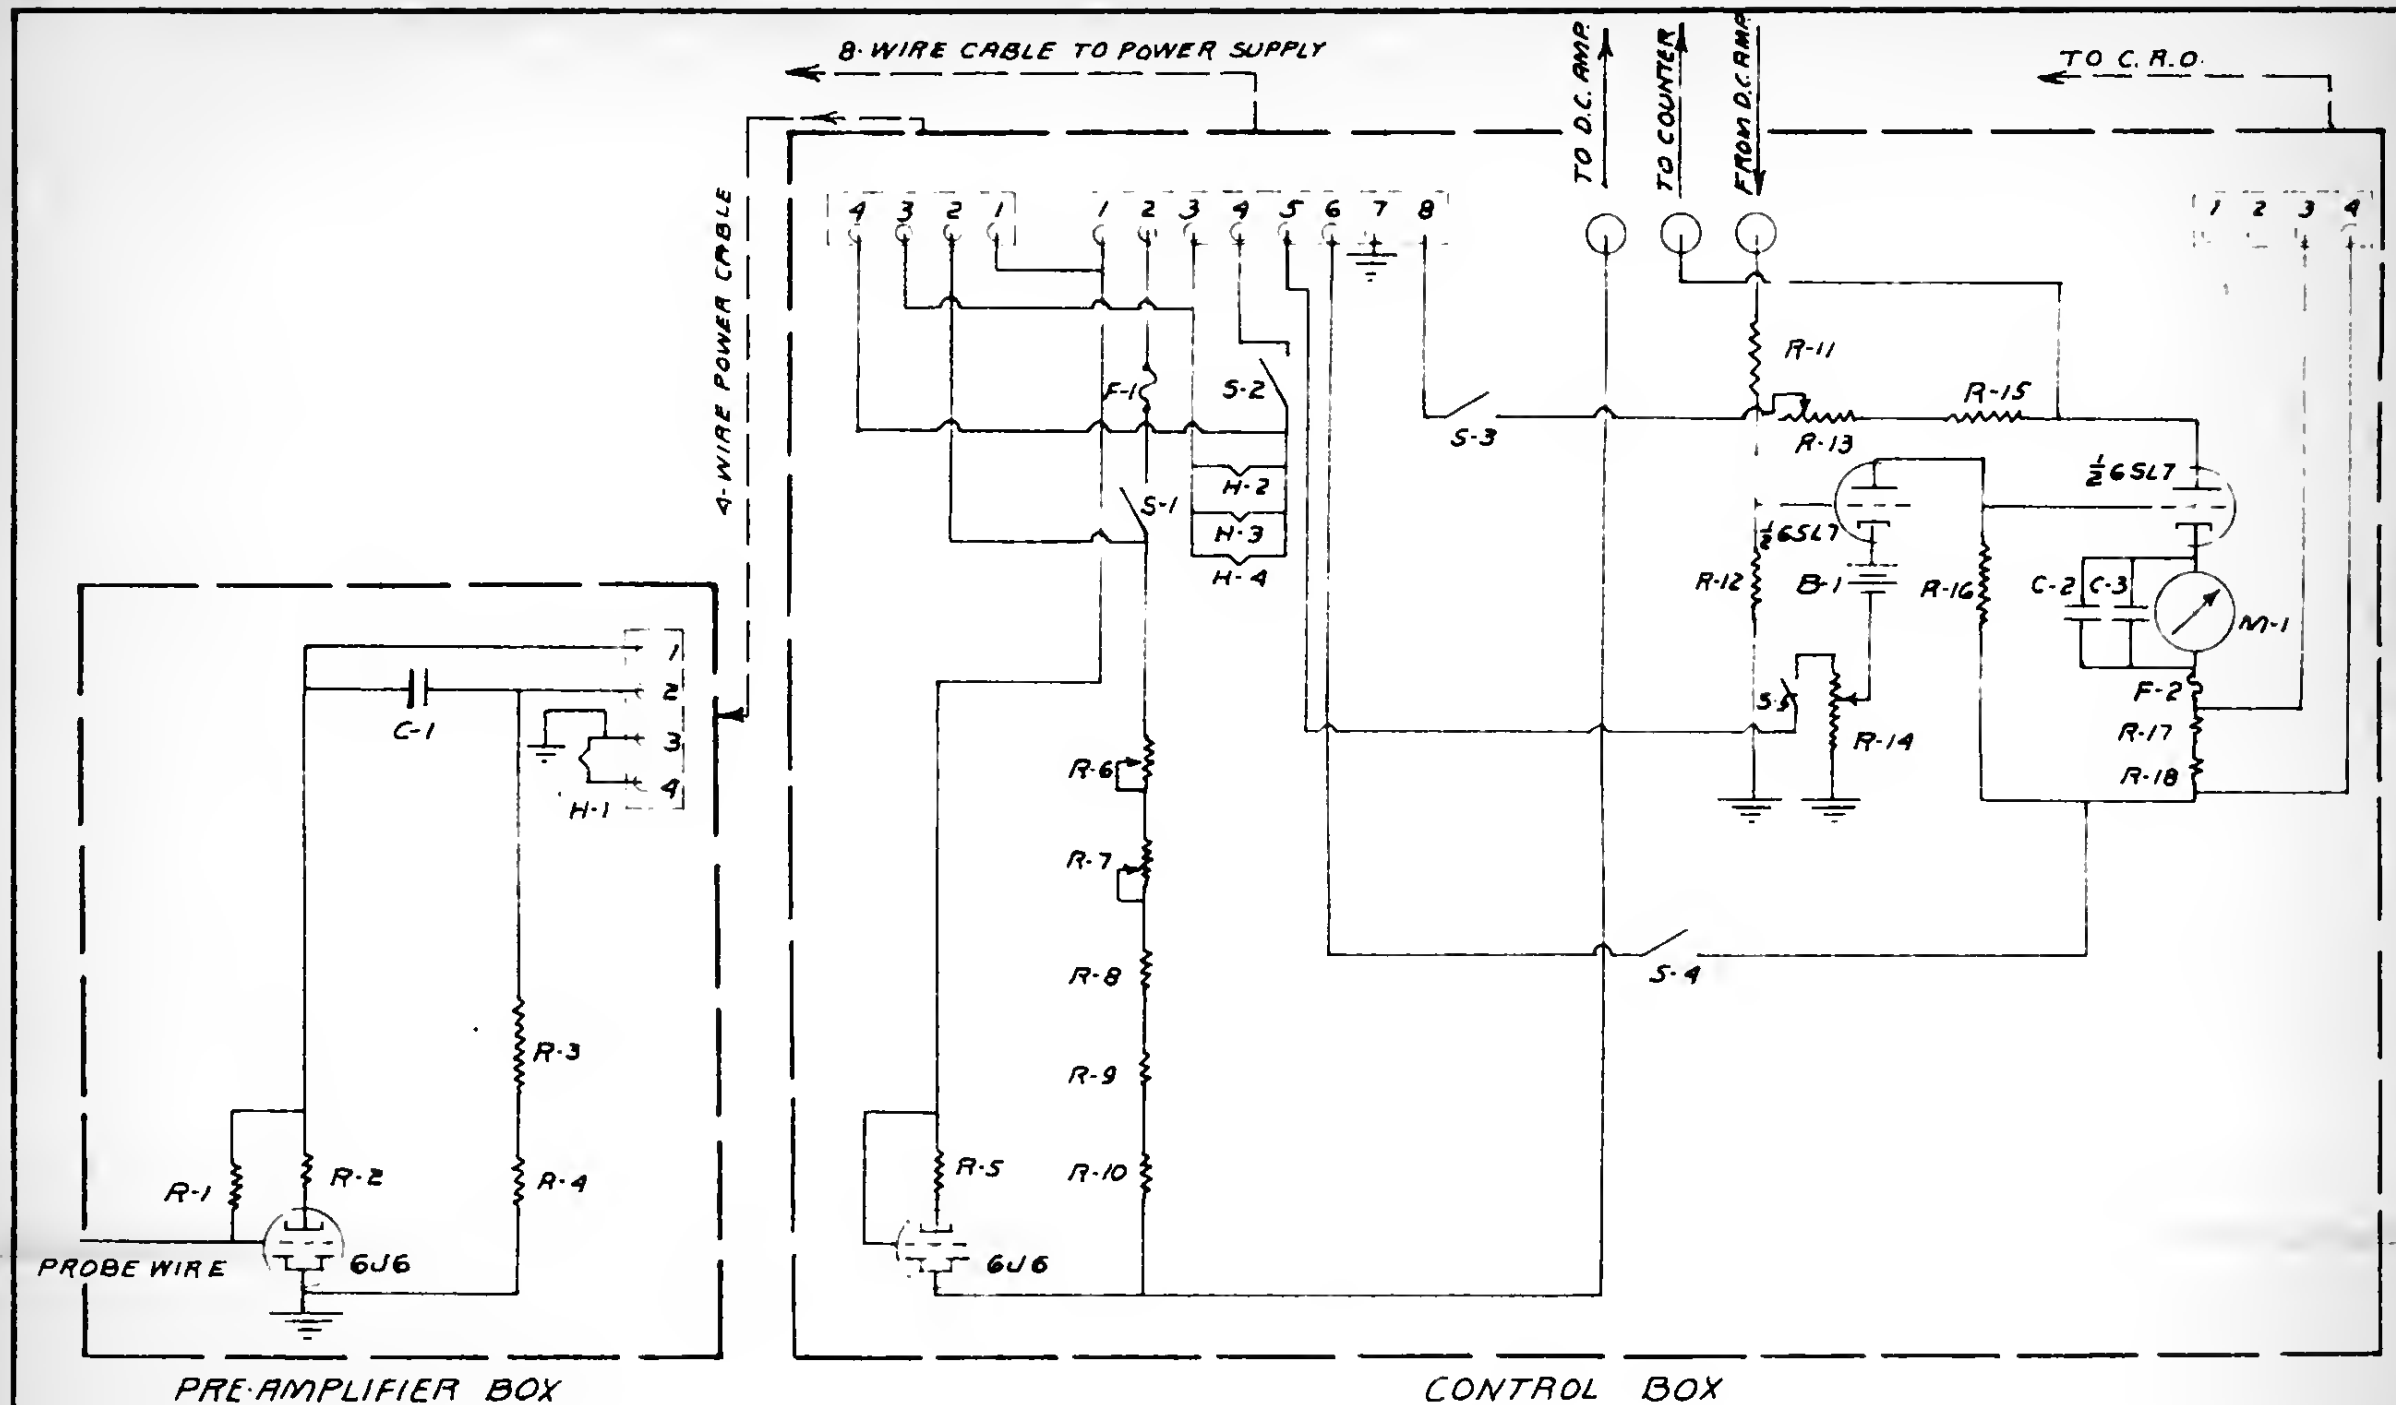 8-WIRE CABLE TO POWER SUPPLY
TO D.C. AMP.
TO COUNTER
FROM D.C. AMP.
TO C.R.O.
4-WIRE POWER CABLE
4 3 2 1
1 2 3 4 5 6 7 8
1 2 3 4
F-1
S-2
R-11
S-3
R-13
R-15
S-1
H-2
H-3
H-4
½6SL7
½6SL7
R-12
B-1
R-16
C-2
C-3
M-1
S-5
R-14
F-2
R-17
R-18
1
2
3
4
C-1
H-1
R-6
R-7
R-8
S-4
R-9
R-3
R-10
R-5
R-1
R-2
R-4
PROBE WIRE
6J6
6J6
PRE-AMPLIFIER BOX
CONTROL BOX